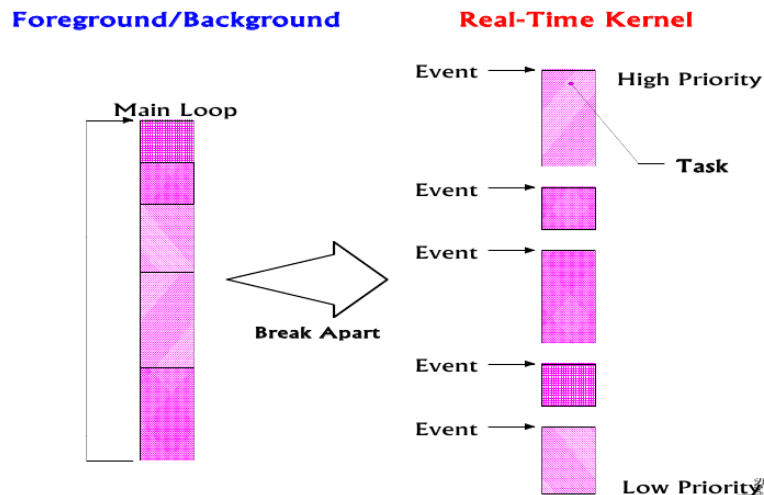 Foreground/Background
Real-Time Kernel
Main Loop
Break Apart
Event
High Priority
Task
Event
Event
Event
Event
Low Priority